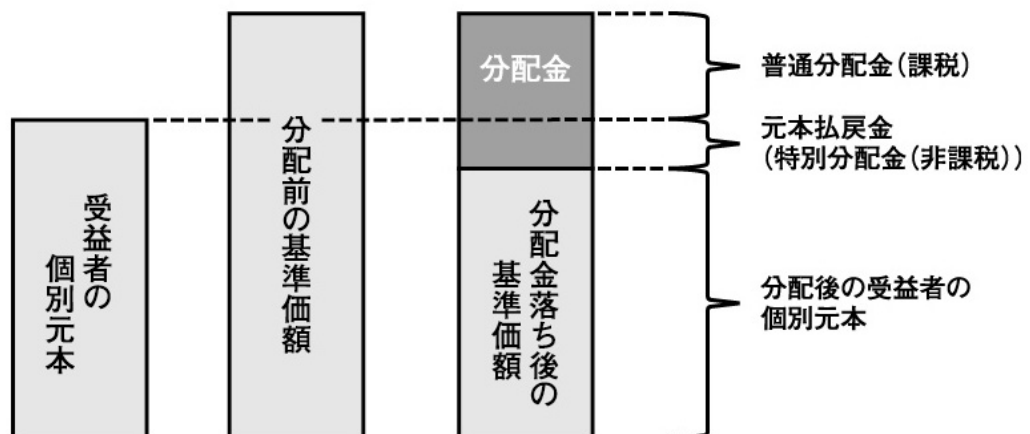 受益者の
個別元本
分配前の基準価額
分配金
分配金落ち後の
基準価額
普通分配金（課税）
元本払戻金
（特別分配金（非課税））
分配後の受益者の
個別元本